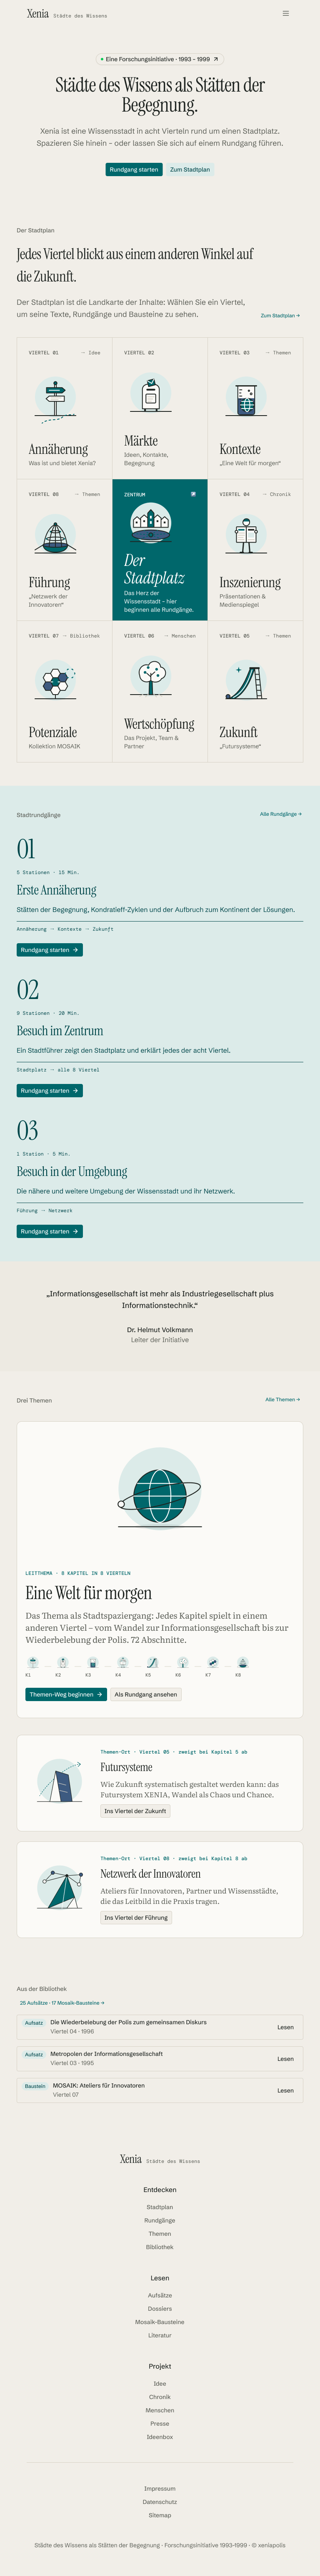 Xenia Städte des Wissens
Eine Forschungsinitiative · 1993 – 1999 ↗
Städte des Wissens als Stätten der
Begegnung.
Xenia ist eine Wissensstadt in acht Vierteln rund um einen Stadtplan.
Spazieren Sie hinein – oder lassen Sie sich auf einem Rundgang führen.
Rundgang starten
Zum Stadtplan
Der Stadtplan
Jedes Viertel blickt aus einem anderen Winkel auf
die Zukunft.
Der Stadtplan ist die Landkarte der Inhalte: Wählen Sie ein Viertel,
um seine Texte, Rundgänge und Bausteine zu sehen.
Zum Stadtplan →
VIERTEL 01 → Idee
Annäherung
Was ist und bietet Xenia?
VIERTEL 02
Märkte
Ideen, Kontakte,
Begegnung
VIERTEL 03 → Themen
Kontexte
„Eine Welt für morgen“
VIERTEL 08 → Themen
Führung
„Netzwerk der
Innovatoren“
ZENTRUM
Der
Stadtplatz
Das Herz der
Wissensstadt – hier
beginnen alle Rundgänge.
VIERTEL 04 → Chronik
Inszenierung
Präsentationen &
Medienspiegel
VIERTEL 07 → Bibliothek
Potenziale
Kollektion MOSAIK
VIERTEL 06 → Menschen
Wertschöpfung
Das Projekt, Team &
Partner
VIERTEL 05 → Themen
Zukunft
„Futursysteme“
Stadtrundgänge
Alle Rundgänge →
01
5 Stationen · 15 Min.
Erste Annäherung
Stätten der Begegnung, Kondratieff-Zyklen und der Aufbruch zum Kontinent der Lösungen.
Annäherung → Kontexte → Zukunft
Rundgang starten →
02
9 Stationen · 20 Min.
Besuch im Zentrum
Ein Stadtführer zeigt den Stadtplatz und erklärt jedes der acht Viertel.
Stadtplatz → alle 8 Viertel
Rundgang starten →
03
1 Station · 5 Min.
Besuch in der Umgebung
Die nähere und weitere Umgebung der Wissensstadt und ihr Netzwerk.
Führung → Netzwerk
Rundgang starten →
„Informationsgesellschaft ist mehr als Industriegesellschaft plus
Informationstechnik.“
Dr. Helmut Volkmann
Leiter der Initiative
Drei Themen
Alle Themen →
LEITTHEMA · 8 KAPITEL IN 8 VIERTELN
Eine Welt für morgen
Das Thema als Stadtspaziergang: Jedes Kapitel spielt in einem
anderen Viertel – vom Wandel zur Informationsgesellschaft bis zur
Wiederbelebung der Polis. 72 Abschnitte.
K1 K2 K3 K4 K5 K6 K7 K8
Themen-Weg beginnen →
Als Rundgang ansehen
Themen-Ort · Viertel 05 · zweigt bei Kapitel 5 ab
Futursysteme
Wie Zukunft systematisch gestaltet werden kann: das
Futursystem XENIA, Wandel als Chaos und Chance.
Ins Viertel der Zukunft
Themen-Ort · Viertel 08 · zweigt bei Kapitel 8 ab
Netzwerk der Innovatoren
Ateliers für Innovatoren, Partner und Wissensstädte,
die das Leitbild in die Praxis tragen.
Ins Viertel der Führung
Aus der Bibliothek
25 Aufsätze · 17 Mosaik-Bausteine →
Aufsatz Die Wiederbelebung der Polis zum gemeinsamen Diskurs
Viertel 04 · 1996
Lesen
Aufsatz Metropolen der Informationsgesellschaft
Viertel 03 · 1995
Lesen
Baustein MOSAIK: Ateliers für Innovatoren
Viertel 07
Lesen
Xenia Städte des Wissens
Entdecken
Stadtplan
Rundgänge
Themen
Bibliothek
Lesen
Aufsätze
Dossiers
Mosaik-Bausteine
Literatur
Projekt
Idee
Chronik
Menschen
Presse
Ideenbox
Impressum
Datenschutz
Sitemap
Städte des Wissens als Stätten der Begegnung · Forschungsinitiative 1993-1999 · © xeniapolis